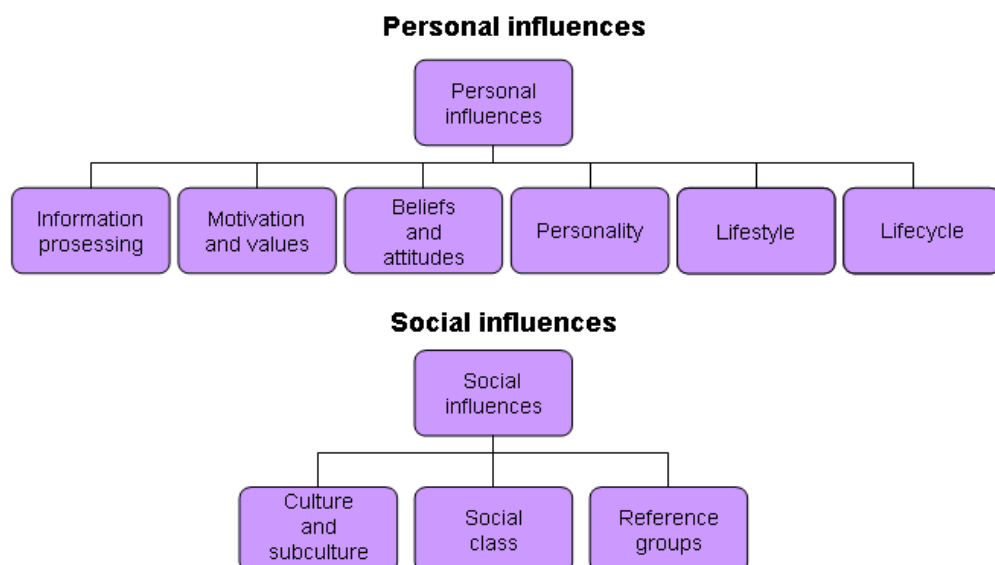 Personal influences
Personal
influences
Information
prosessing
Motivation
and values
Beliefs
and
attitudes
Personality
Lifestyle
Lifecycle
Social influences
Social
influences
Culture
and
subculture
Social
class
Reference
groups